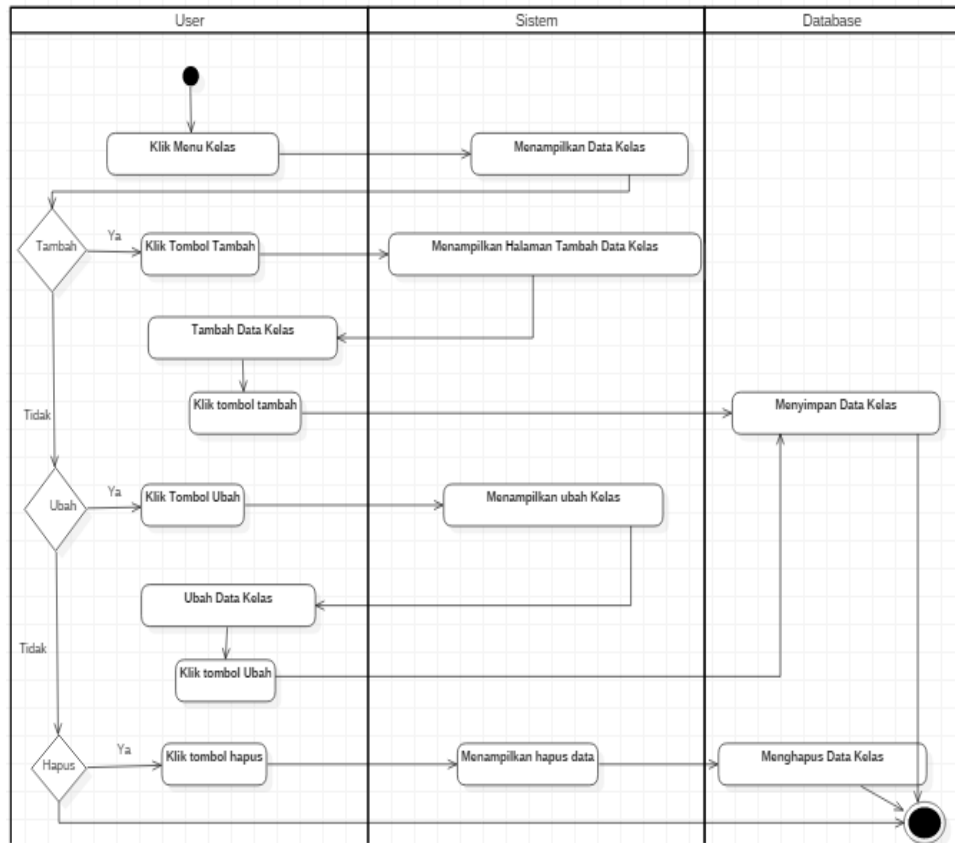 User
Sistem
Database
Klik Menu Kelas
Menampilkan Data Kelas
Tambah
Ya
Klik Tombol Tambah
Menampilkan Halaman Tambah Data Kelas
Tambah Data Kelas
Klik tombol tambah
Menyimpan Data Kelas
Tidak
Ubah
Ya
Klik Tombol Ubah
Menampilkan ubah Kelas
Ubah Data Kelas
Tidak
Klik tombol Ubah
Hapus
Ya
Klik tombol hapus
Menampilkan hapus data
Menghapus Data Kelas